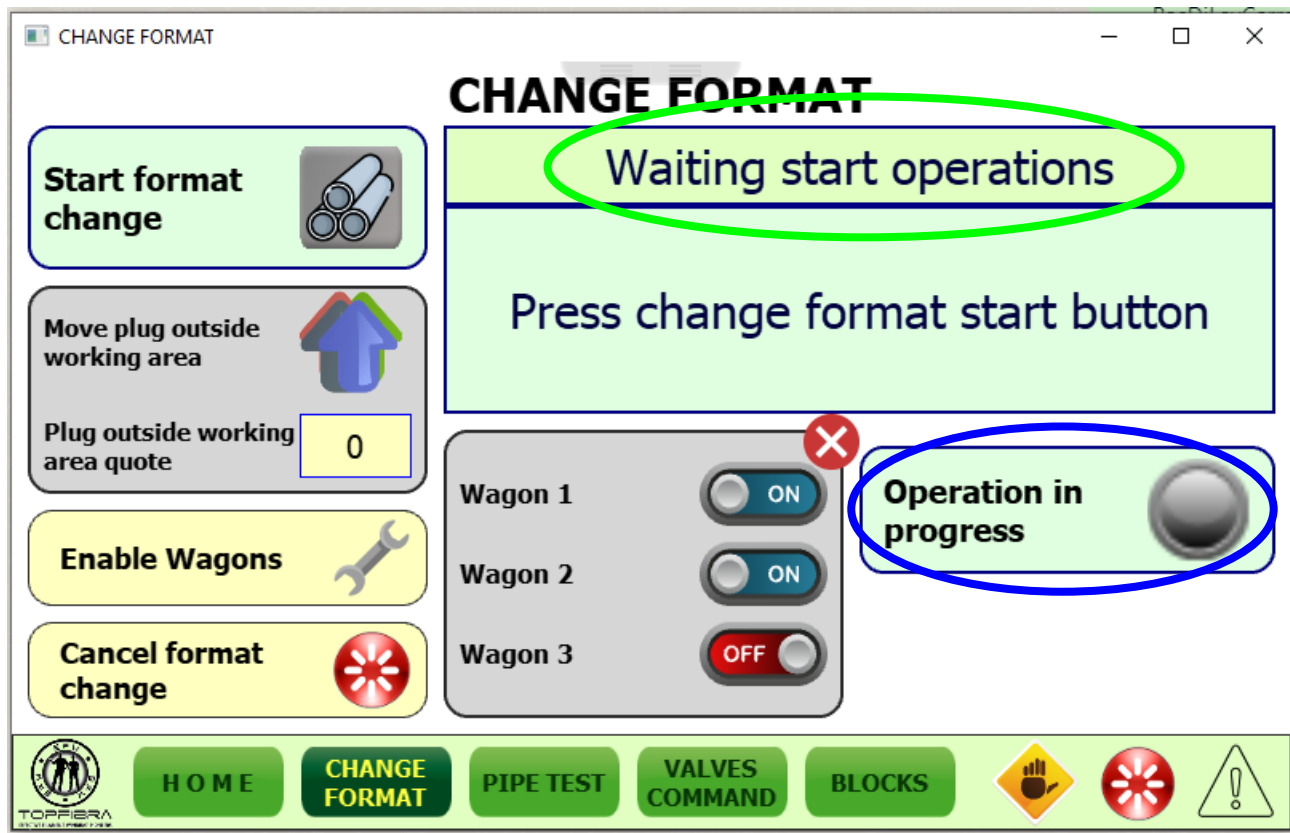 CHANGE FORMAT
CHANGE FORMAT
Start format
change
Waiting start operations
Press change format start button
Move plug outside
working area
Plug outside working
area quote
0
Enable Wagons
Cancel format
change
Wagon 1
ON
Wagon 2
ON
Wagon 3
OFF
Operation in
progress
TOPFIBRA
HOME
CHANGE
FORMAT
PIPE TEST
VALVES
COMMAND
BLOCKS